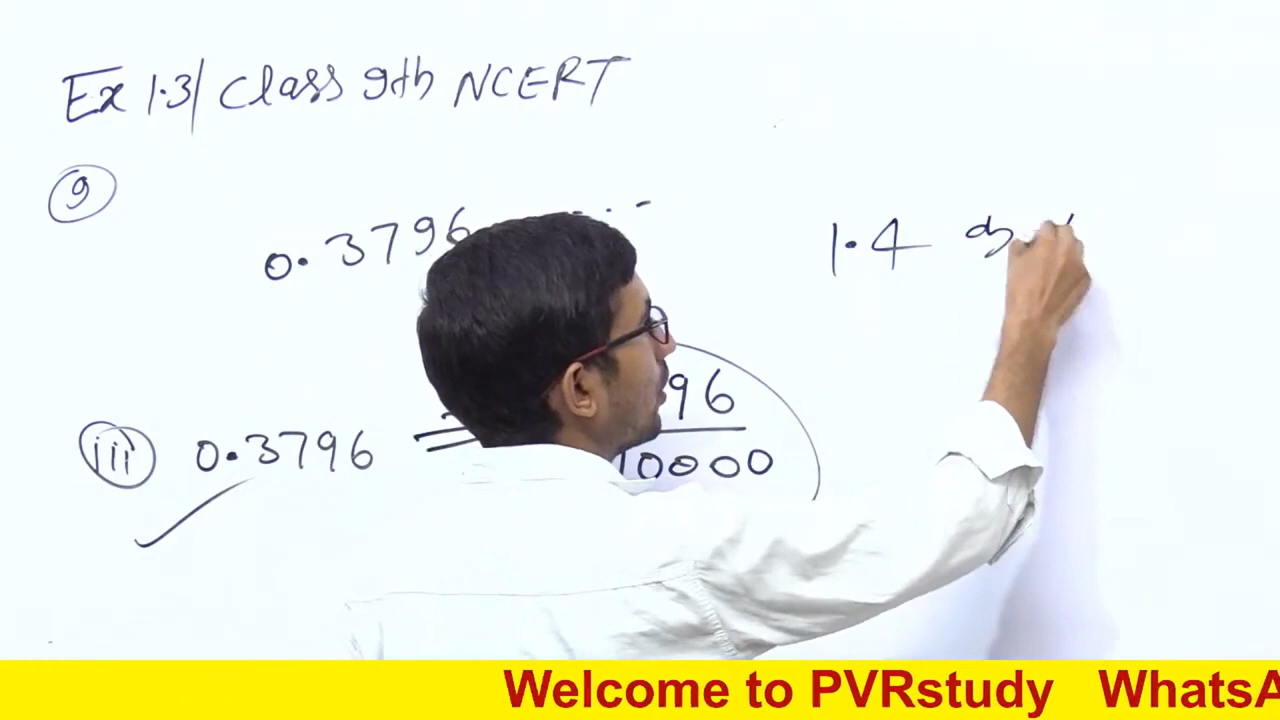 Ex 1.3/ Class 9th NCERT
9
0.3796 ...
1.4
96
iii 0.3796 =
10000
Welcome to PVRstudy WhatsA